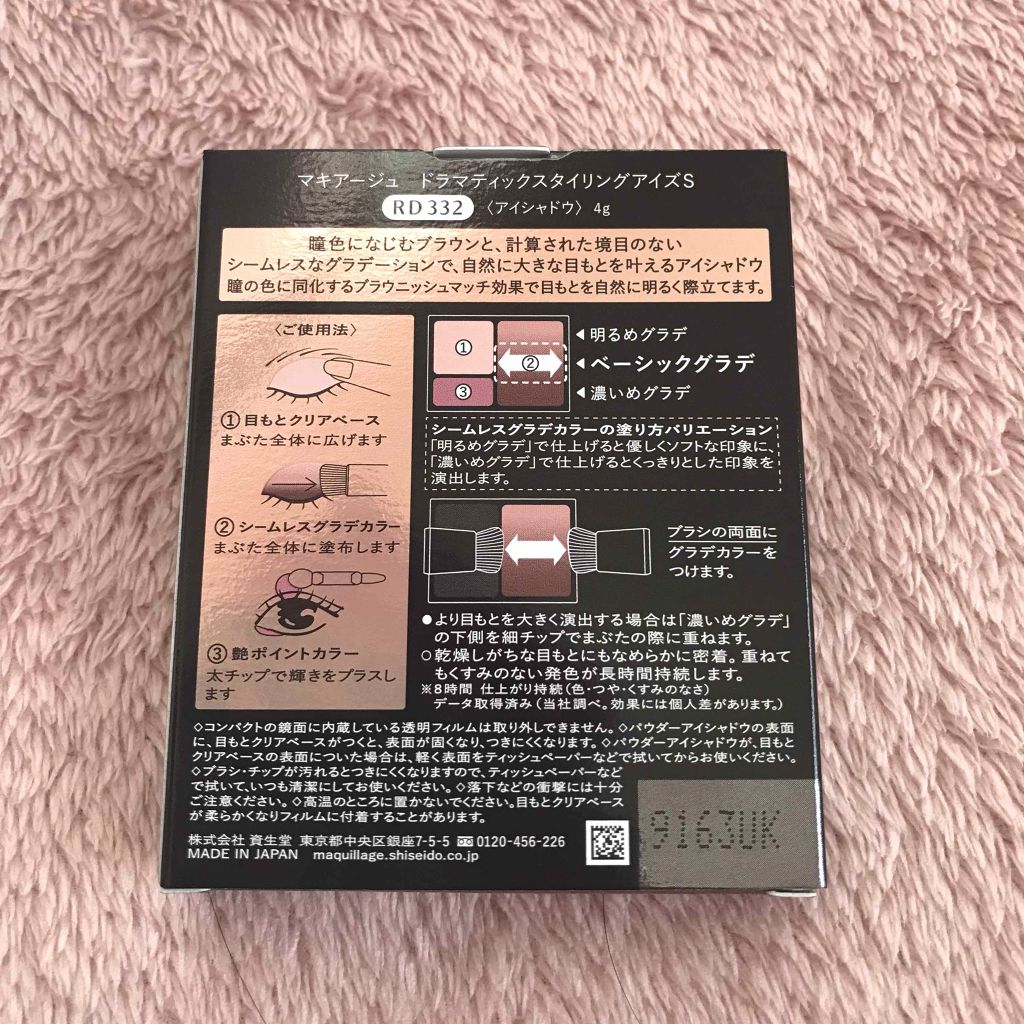 マキアージュ ドラマティックスタイリングアイズS
RD 332 〈アイシャドウ〉 4g
瞳色になじむブラウンと、計算された境目のない
シームレスなグラデーションで、自然に大きな目もとを叶えるアイシャドウ
瞳の色に同化するブラウニッシュマッチ効果で目もとを自然に明るく際立てます。
〈ご使用法〉
①目もとクリアベース
まぶた全体に広げます
②シームレスグラデカラー
まぶた全体に塗布します
③艶ポイントカラー
太チップで輝きをプラスし
ます
①
②
③
◀明るめグラデ
◀ベーシックグラデ
◀濃いめグラデ
シームレスグラデカラーの塗り方バリエーション
「明るめグラデ」で仕上げると優しくソフトな印象に、
「濃いめグラデ」で仕上げるとくっきりとした印象を
演出します。
ブラシの両面に
グラデカラーを
つけます。
●より目もとを大きく演出する場合は「濃いめグラデ」
の下側を細チップでまぶたの際に重ねます。
○乾燥しがちな目もとにもなめらかに密着。重ねて
もくすみのない発色が長時間持続します。
※8時間 仕上がり持続(色・つや・くすみのなさ)
データ取得済み(当社調べ。効果には個人差があります。)
◇コンパクトの鏡面に内蔵している透明フィルムは取り外しできません。◇パウダーアイシャドウの表面
に、目もとクリアベースがつくと、表面が固くなり、つきにくくなります。◇パウダーアイシャドウが、目もと
クリアベースの表面についた場合は、軽く表面をティッシュペーパーなどで拭いてからお使いください。
◇ブラシ・チップが汚れるとつきにくくなりますので、ティッシュペーパーなど
で拭いて、いつも清潔にしてお使いください。◇落下などの衝撃には十分
ご注意ください。◇高温のところに置かないでください。目もとクリアベース
が柔らかくなりフィルムに付着することがあります。
株式会社 資生堂 東京都中央区銀座7-5-5 0120-456-226
MADE IN JAPAN maquillage.shiseido.co.jp
9163UK